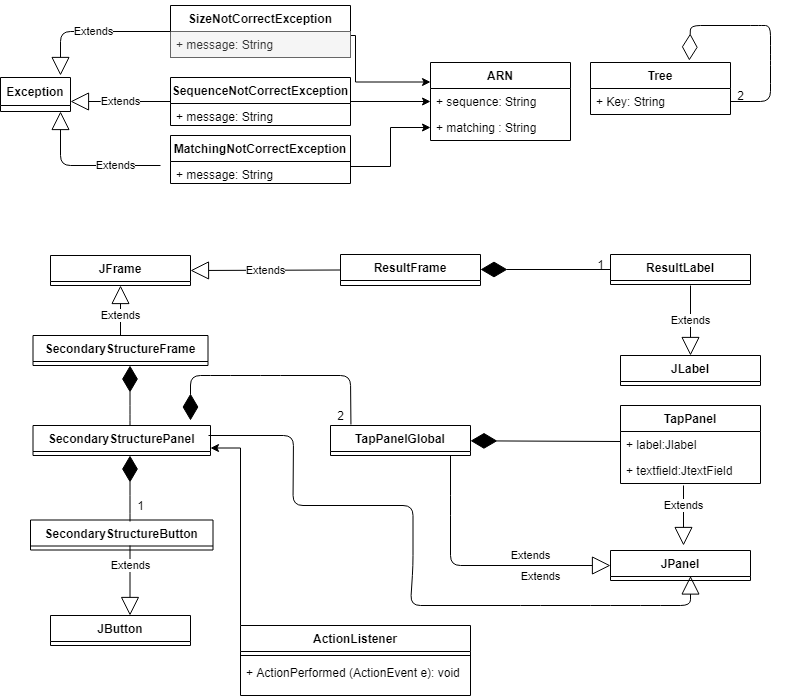 SizeNotCorrectException
+ message: String
Extends
Exception
SequenceNotCorrectException
+ message: String
Extends
MatchingNotCorrectException
+ message: String
Extends
ARN
+ sequence: String
+ matching : String
Tree
+ Key: String
2
JFrame
Extends
ResultFrame
1
ResultLabel
Extends
Extends
SecondaryStructureFrame
JLabel
2
SecondaryStructurePanel
TapPanelGlobal
TapPanel
+ label:Jlabel
+ textfield:JtextField
1
Extends
SecondaryStructureButton
Extends
Extends
Extends
JPanel
JButton
ActionListener
+ ActionPerformed (ActionEvent e): void